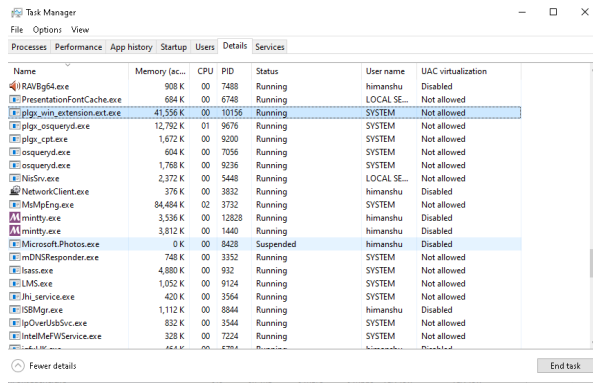 Task Manager
File Options View
Processes Performance App history Startup Users Details Services
Name Memory (ac... CPU PID Status User name UAC virtualization
RAVBg64.exe 908 K 00 7488 Running himanshu Disabled
PresentationFontCache.exe 684 K 00 6748 Running LOCAL SE... Not allowed
plgx_win_extension.ext.exe 41,556 K 00 10156 Running SYSTEM Not allowed
plgx_osqueryd.exe 12,792 K 01 9676 Running SYSTEM Not allowed
plgx_cpt.exe 1,672 K 00 9200 Running SYSTEM Not allowed
osqueryd.exe 604 K 00 7056 Running SYSTEM Not allowed
osqueryd.exe 1,768 K 00 9236 Running SYSTEM Not allowed
NisSrv.exe 2,372 K 00 5448 Running LOCAL SE... Not allowed
NetworkClient.exe 376 K 00 3832 Running himanshu Disabled
MsMpEng.exe 84,484 K 02 3732 Running SYSTEM Not allowed
mintty.exe 3,536 K 00 12828 Running himanshu Disabled
mintty.exe 3,812 K 00 1440 Running himanshu Disabled
Microsoft.Photos.exe 0 K 00 8428 Suspended himanshu Disabled
mDNSResponder.exe 748 K 00 3352 Running SYSTEM Not allowed
lsass.exe 4,880 K 00 932 Running SYSTEM Not allowed
LMS.exe 1,052 K 00 9124 Running SYSTEM Not allowed
Jhi_service.exe 420 K 00 3564 Running SYSTEM Not allowed
ISBMgr.exe 1,112 K 00 8844 Running himanshu Disabled
IpOverUsbSvc.exe 832 K 00 3544 Running SYSTEM Not allowed
IntelMeFWService.exe 328 K 00 7224 Running SYSTEM Not allowed
Fewer details End task